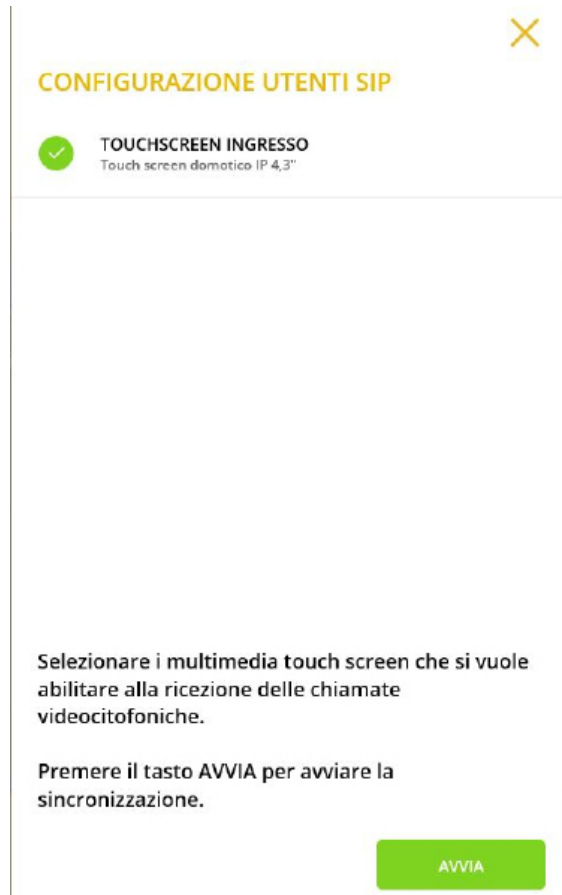 CONFIGURAZIONE UTENTI SIP
TOUCHSCREEN INGRESSO
Touch screen domotico IP 4,3"
Selezionare i multimedia touch screen che si vuole
abilitare alla ricezione delle chiamate
videocitofoniche.
Premere il tasto AVVIA per avviare la
sincronizzazione.
AVVIA